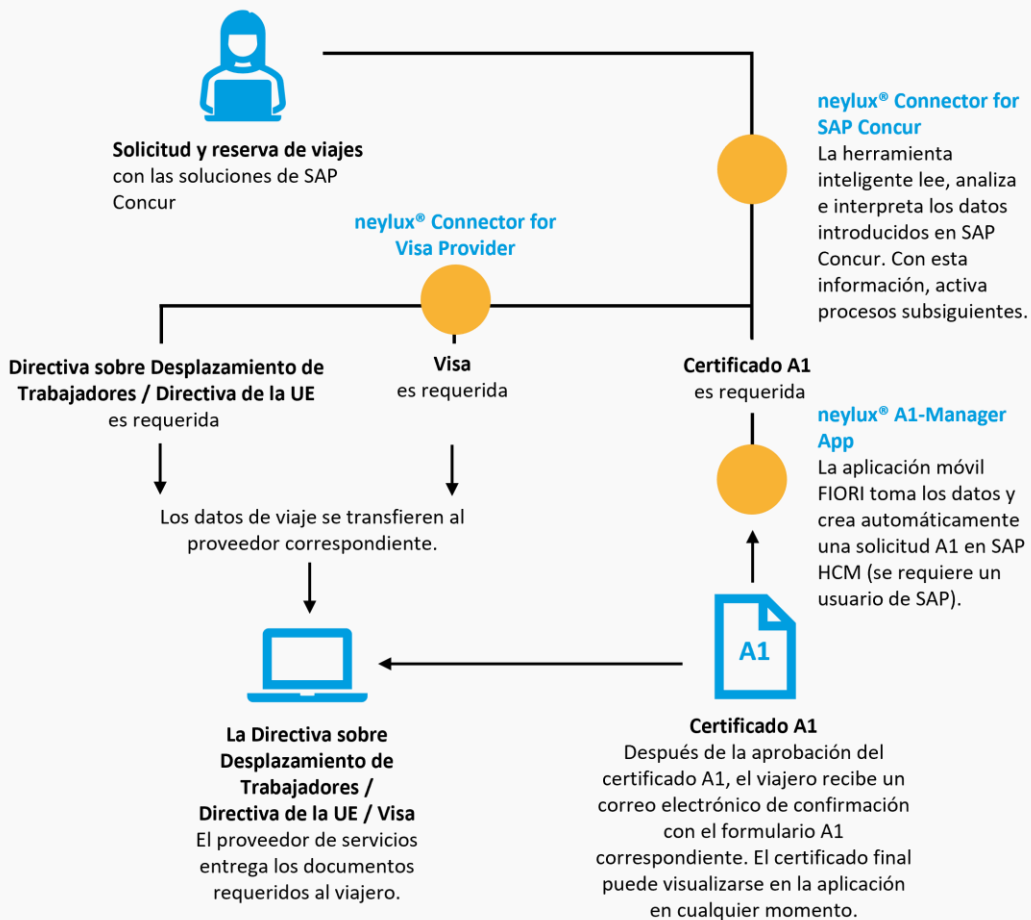 Solicitud y reserva de viajes
con las soluciones de SAP
Concur
neylux® Connector for
SAP Concur
La herramienta
inteligente lee, analiza
e interpreta los datos
introducidos en SAP
Concur. Con esta
información, activa
procesos subsiguientes.
neylux® Connector for
Visa Provider
Directiva sobre Desplazamiento de
Trabajadores / Directiva de la UE
es requerida
Visa
es requerida
Certificado A1
es requerida
neylux® A1-Manager
App
La aplicación móvil
FIORI toma los datos y
crea automáticamente
una solicitud A1 en SAP
HCM (se requiere un
usuario de SAP).
Los datos de viaje se transfieren al
proveedor correspondiente.
A1
La Directiva sobre
Desplazamiento de
Trabajadores /
Directiva de la UE / Visa
El proveedor de servicios
entrega los documentos
requeridos al viajero.
Certificado A1
Después de la aprobación del
certificado A1, el viajero recibe un
correo electrónico de confirmación
con el formulario A1
correspondiente. El certificado final
puede visualizarse en la aplicación
en cualquier momento.